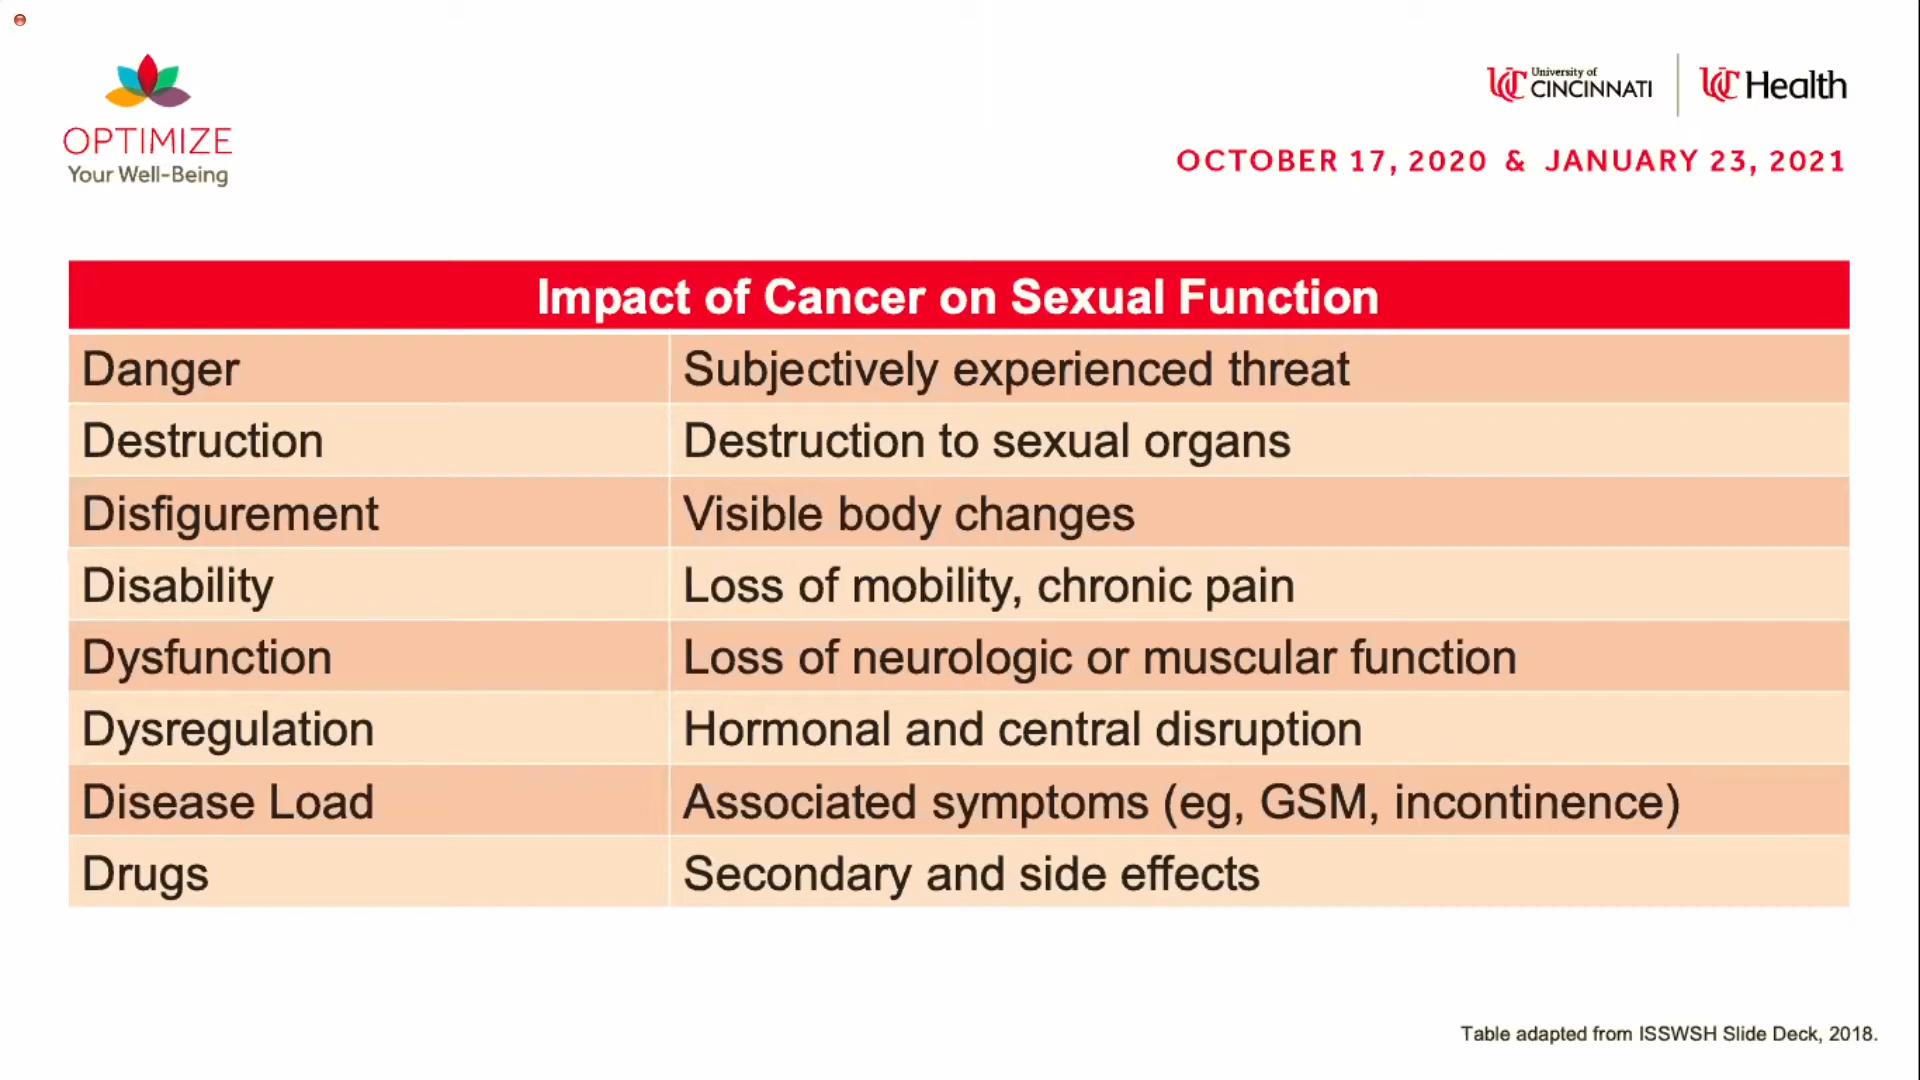 OPTIMIZE
Your Well-Being
University of
CINCINNATI
UC Health
OCTOBER 17, 2020 & JANUARY 23, 2021
Impact of Cancer on Sexual Function
Danger Subjectively experienced threat
Destruction Destruction to sexual organs
Disfigurement Visible body changes
Disability Loss of mobility, chronic pain
Dysfunction Loss of neurologic or muscular function
Dysregulation Hormonal and central disruption
Disease Load Associated symptoms (eg, GSM, incontinence)
Drugs Secondary and side effects
Table adapted from ISSWSH Slide Deck, 2018.